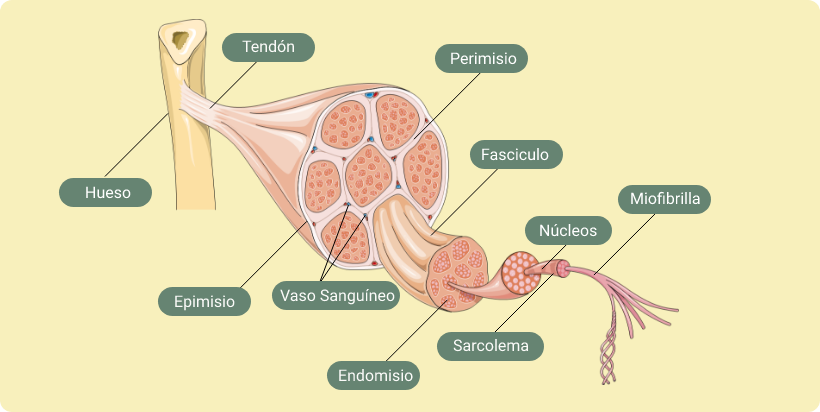 Tendón
Perimisio
Fasciculo
Hueso
Miofibrilla
Núcleos
Epimisio
Vaso Sanguíneo
Sarcolema
Endomisio